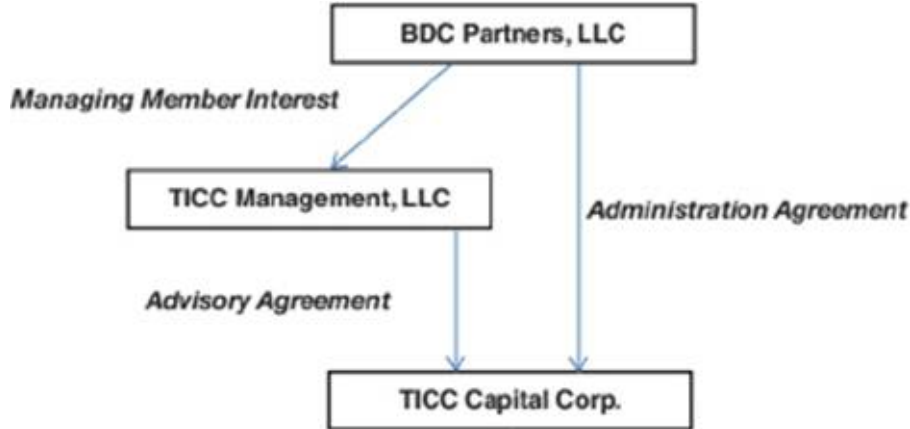 BDC Partners, LLC
Managing Member Interest
TICC Management, LLC
Administration Agreement
Advisory Agreement
TICC Capital Corp.